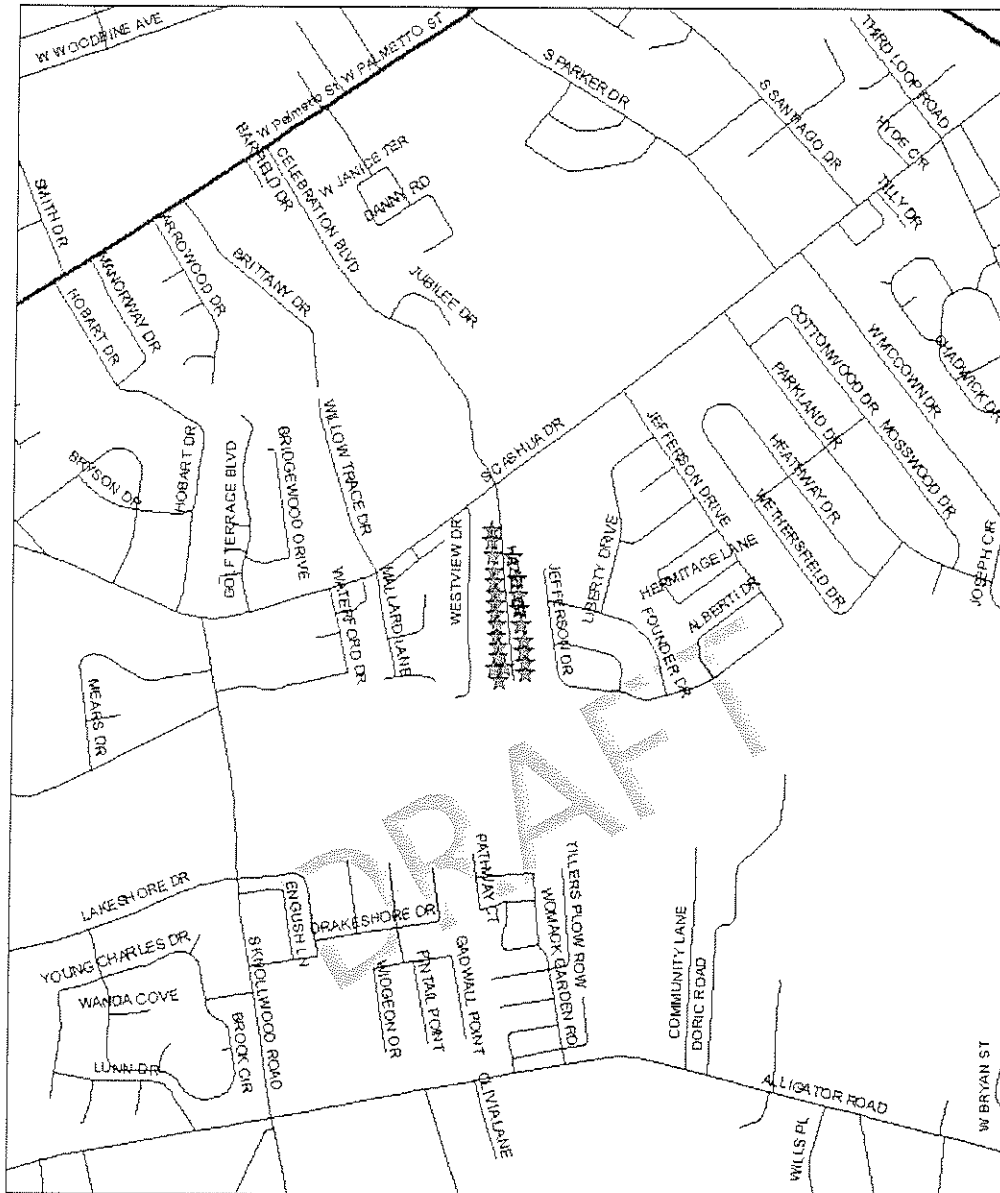 W WOODBINE AVE
W Palmetto St
W PALMETTO ST
S PARKER DR
THIRD LOOP ROAD
S SANTIAGO DR
HYDE CIR
TILLY DR
BARFIELD DR
CELEBRATION BLVD
W JANICE TER
DANNY RD
JUBILEE DR
SMITH DR
MANORWAY DR
HOBART DR
ARROWOOD DR
BRITTANY DR
CHADWICK DR
W MCCOWN DR
COTTONWOOD DR
PARKLAND DR
MOSSWOOD DR
HEATHWAY DR
WETHERSFIELD DR
JOSEPH CIR
BRYSON DR
HOBART DR
GOLF TERRACE BLVD
BRIDGEWOOD DRIVE
WILLOW TRACE DR
S CASHUA DR
JEFFERSON DRIVE
WESTVIEW DR
LIBERTY DRIVE
HERMITAGE LANE
ALBERTI DR
FOUNDER DR
JEFFERSON DR
WATERFORD DR
MALLARD LANE
MEARS DR
DRAFT
LAKESHORE DR
ENGLISH LN
DRAKESHORE DR
PATHWAY CT
TILLERS PLOW ROW
WOMACK GARDEN RD
YOUNG CHARLES DR
WANDA COVE
S KNOLLWOOD ROAD
WIDGEON DR
PINTAIL POINT
GADWALL POINT
COMMUNITY LANE
DORIC ROAD
LUNN DR
BROOK CIR
OLIVIA LANE
ALLIGATOR ROAD
WILLS PL
W BRYAN ST